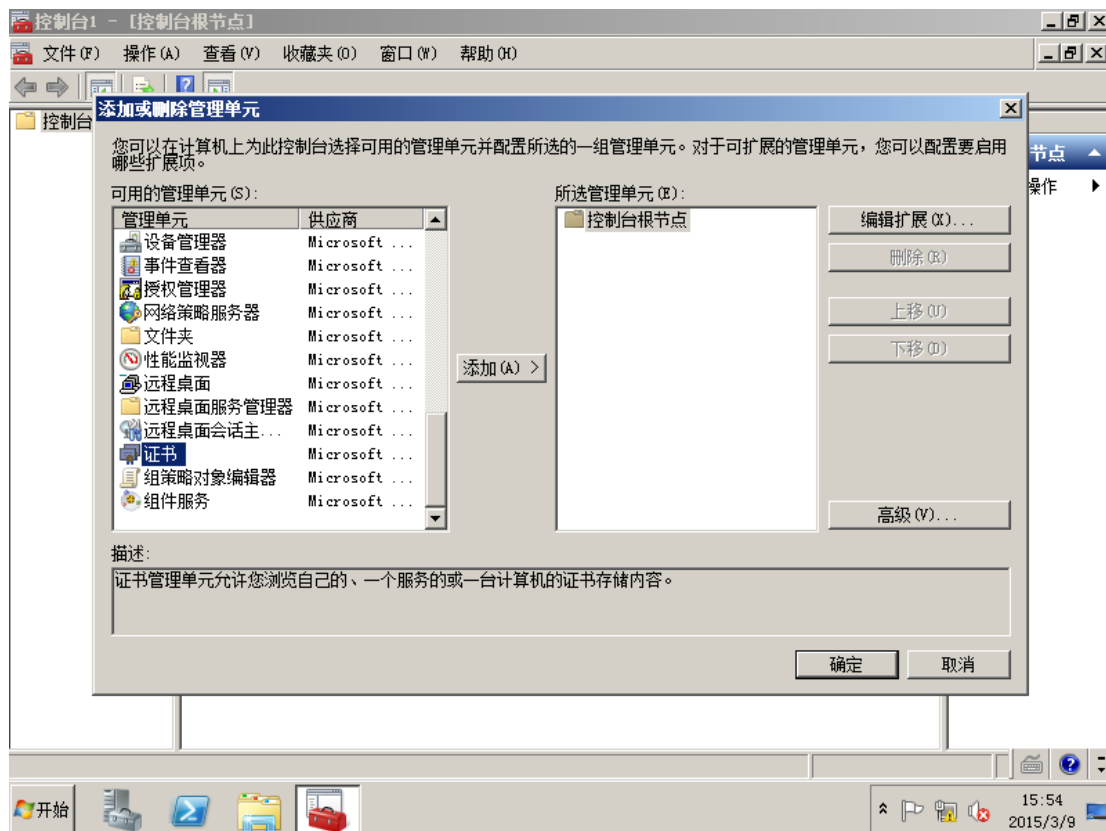 控制台1 - [控制台根节点]
文件(F) 操作(A) 查看(V) 收藏夹(O) 窗口(W) 帮助(H)
控制台
添加或删除管理单元
您可以在计算机上为此控制台选择可用的管理单元并配置所选的一组管理单元。对于可扩展的管理单元，您可以配置要启用
哪些扩展项。
可用的管理单元(S):
管理单元 供应商
设备管理器 Microsoft ...
事件查看器 Microsoft ...
授权管理器 Microsoft ...
网络策略服务器 Microsoft ...
文件夹 Microsoft ...
性能监视器 Microsoft ...
远程桌面 Microsoft ...
远程桌面服务管理器 Microsoft ...
远程桌面会话主... Microsoft ...
证书 Microsoft ...
组策略对象编辑器 Microsoft ...
组件服务 Microsoft ...
添加(A) >
所选管理单元(E):
控制台根节点
编辑扩展(X)...
删除(R)
上移(U)
下移(D)
高级(V)...
节点
操作
描述:
证书管理单元允许您浏览自己的、一个服务的或一台计算机的证书存储内容。
确定 取消
开始
15:54
2015/3/9